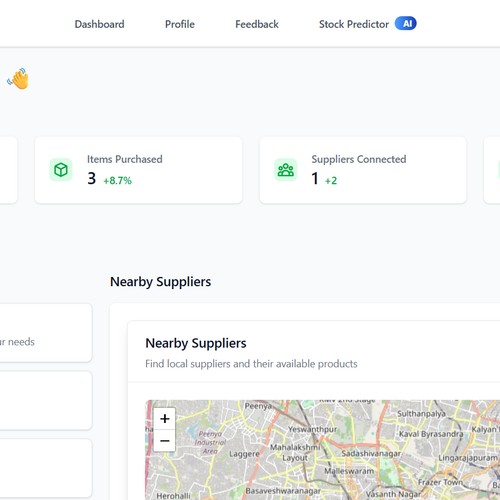 Dashboard Profile Feedback Stock Predictor AI
Items Purchased
3 +8.7%
Suppliers Connected
1 +2
Nearby Suppliers
ur needs
Nearby Suppliers
Find local suppliers and their available products
+
−
Peenya
Sulthanpalya
Peenya
Industrial
Area
Yeswanthpur
Kaval Byrasandra
Laggere
Mahalakshmi
Layout
Sadashivanagar
Lingarajapuram
Malleswaram
Frazer Town
Herohalli
Basaveshwaranagar
Vasanth Nagar